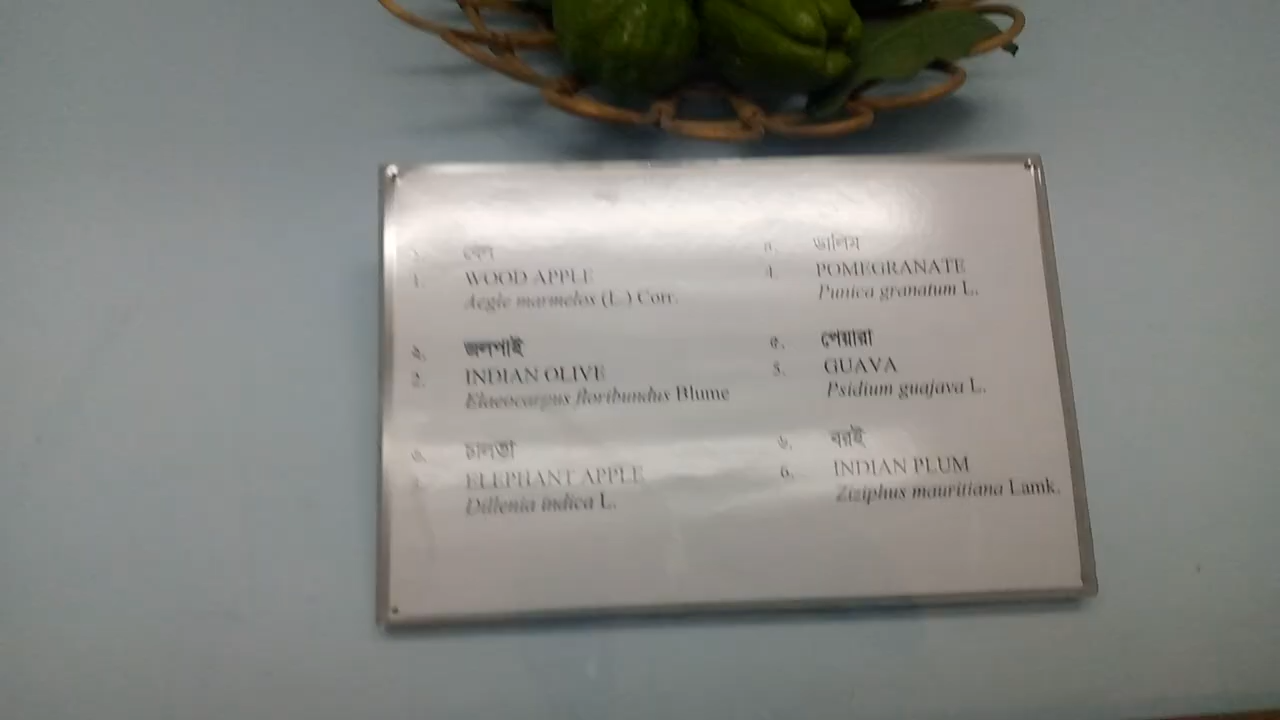 ১. বেল
1. WOOD APPLE
Aegle marmelos (L.) Corr.
২. জলপাই
2. INDIAN OLIVE
Elaeocarpus floribundus Blume
৩. চালতা
3. ELEPHANT APPLE
Dillenia indica L.
৪. ডালিম
4. POMEGRANATE
Punica granatum L.
৫. পেয়ারা
5. GUAVA
Psidium guajava L.
৬. বরই
6. INDIAN PLUM
Ziziphus mauritiana Lamk.